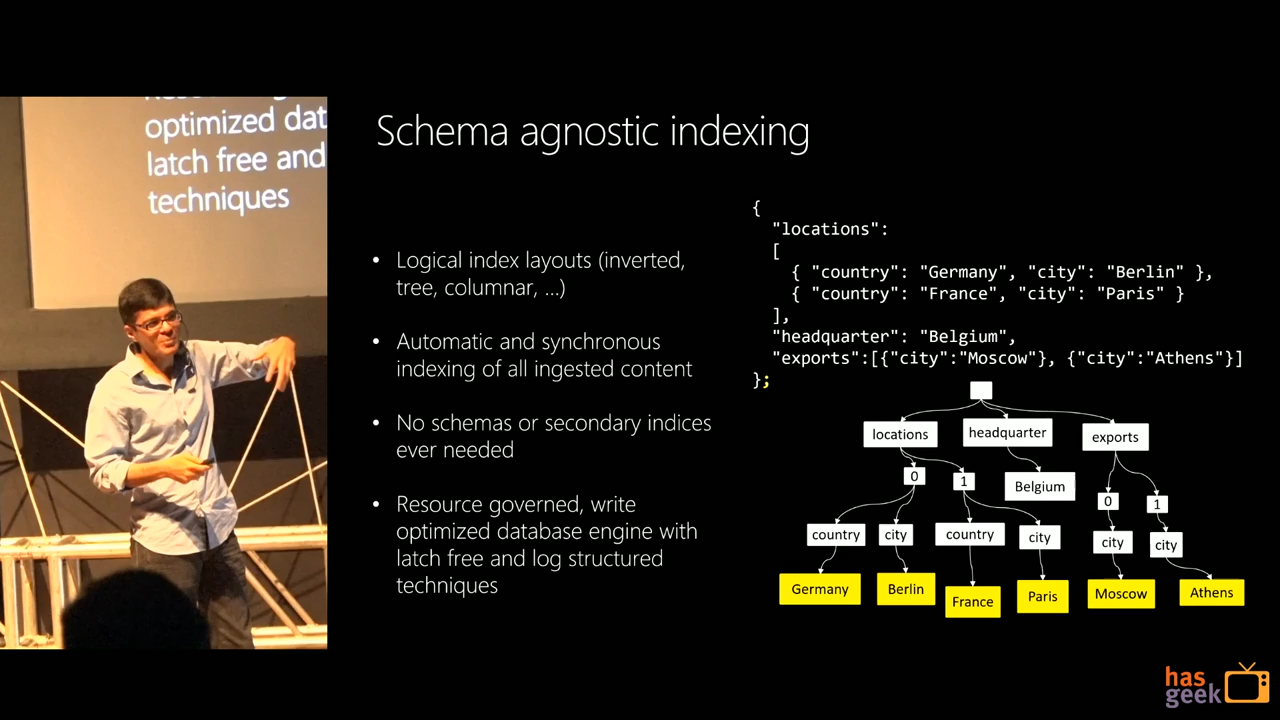 optimized dat
latch free and
techniques
Schema agnostic indexing
• Logical index layouts (inverted,
tree, columnar, ...)
• Automatic and synchronous
indexing of all ingested content
• No schemas or secondary indices
ever needed
• Resource governed, write
optimized database engine with
latch free and log structured
techniques
{
"locations":
[
{ "country": "Germany", "city": "Berlin" },
{ "country": "France", "city": "Paris" }
],
"headquarter": "Belgium",
"exports":[{"city":"Moscow"}, {"city":"Athens"}]
};
locations headquarter exports
0 1 Belgium 0 1
country city country city city city
Germany Berlin France Paris Moscow Athens
has
geek